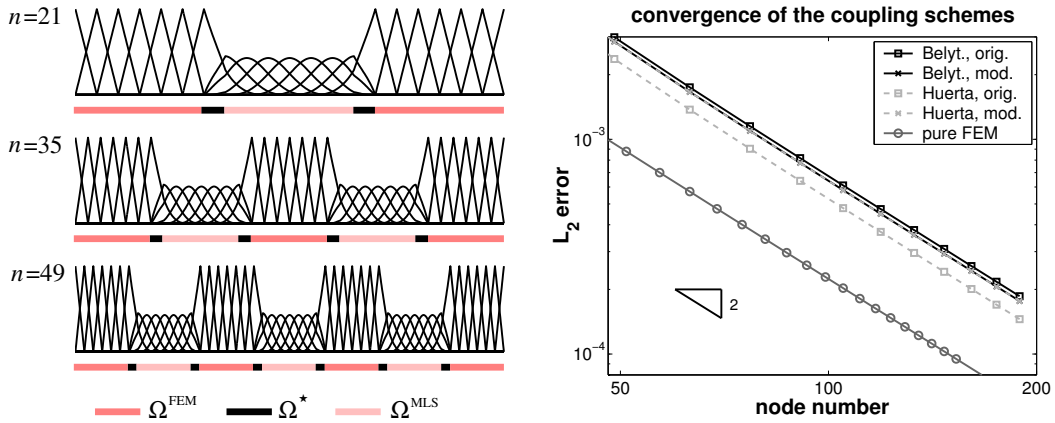 n=21
n=35
n=49
Ω^FEM Ω^★ Ω^MLS
convergence of the coupling schemes
Belyt., orig.
Belyt., mod.
Huerta, orig.
Huerta, mod.
pure FEM
L_2 error
10^-3
10^-4
2
50 100 200
node number